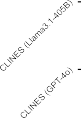 CLINES (Llama3 1-405B)
CLINES (GPT-4o)